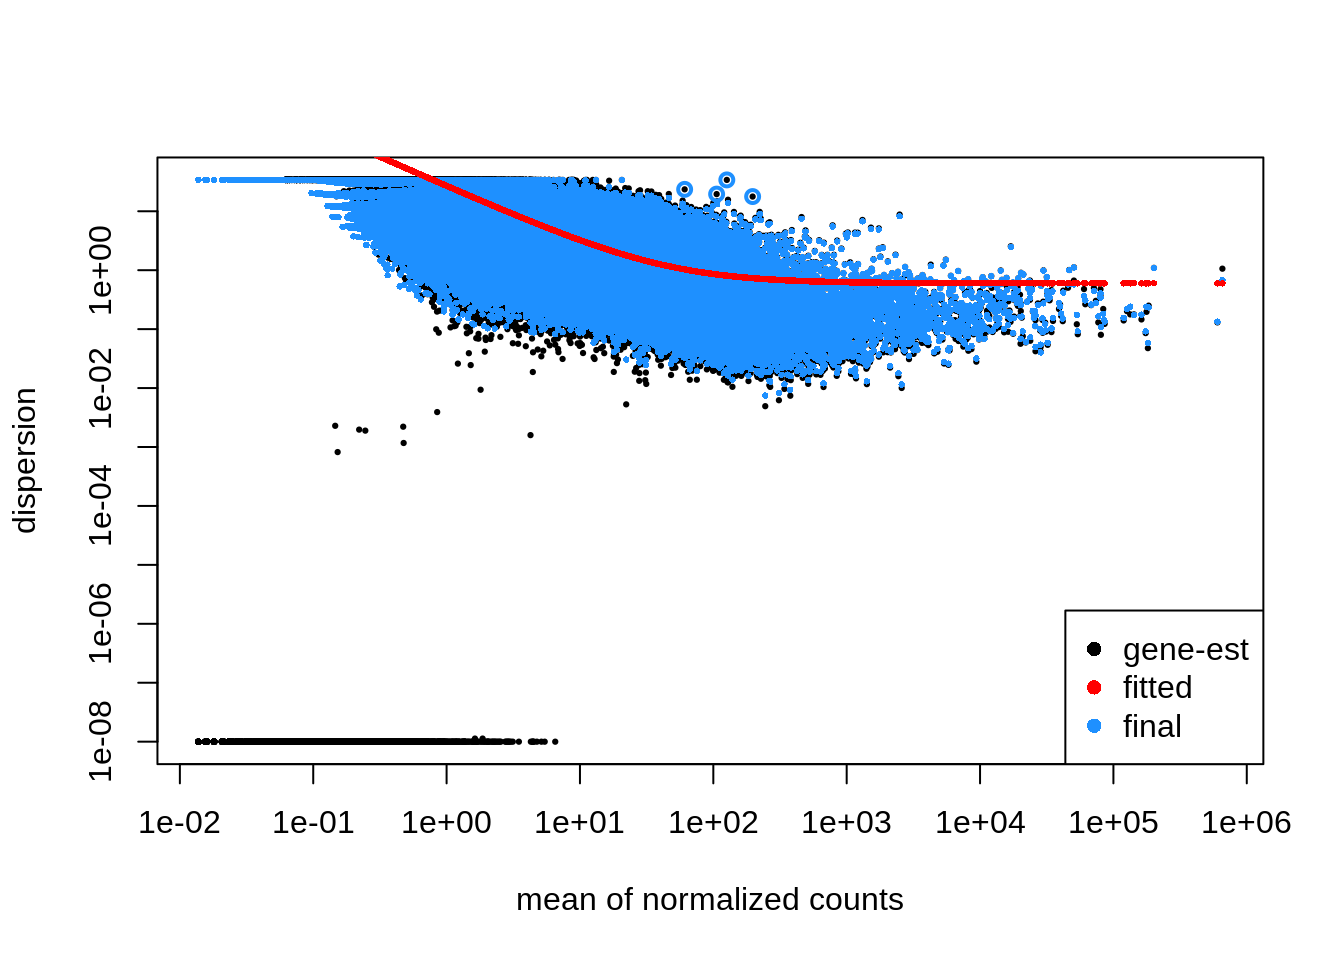 dispersion
1e+00
1e-02
1e-04
1e-06
1e-08
gene-est
fitted
final
1e-02 1e-01 1e+00 1e+01 1e+02 1e+03 1e+04 1e+05 1e+06
mean of normalized counts